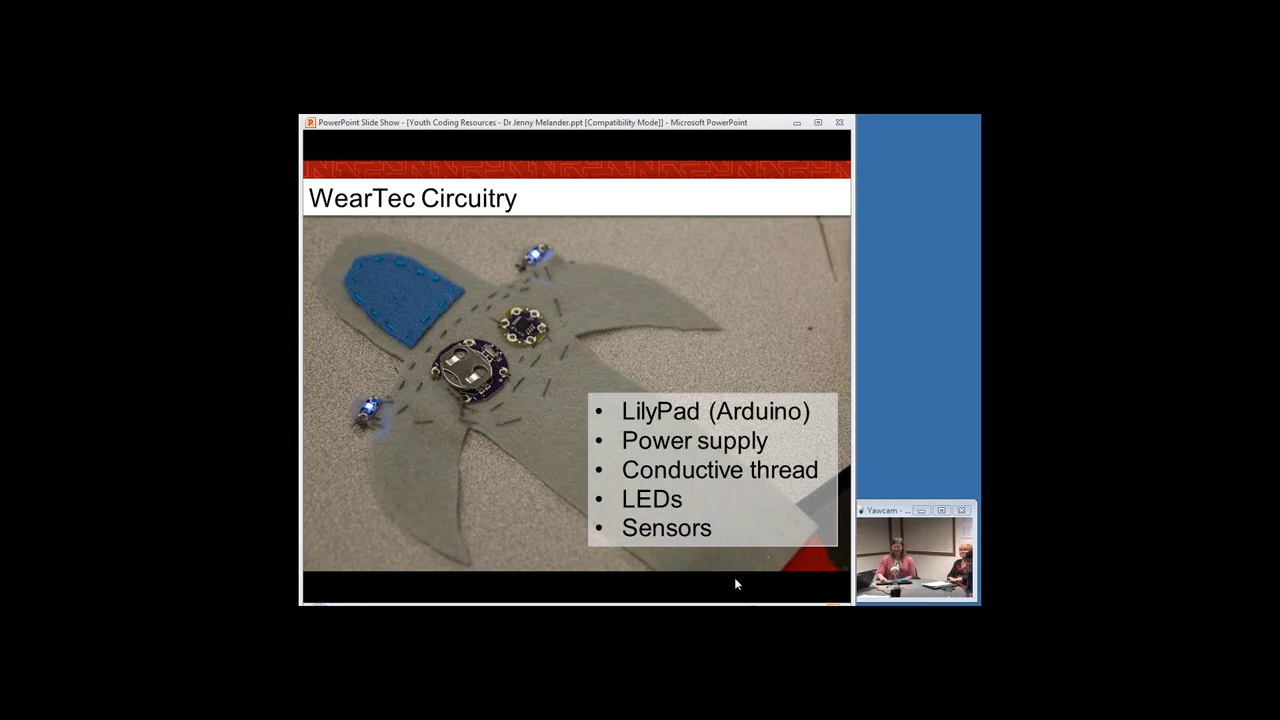 PowerPoint Slide Show - [Youth Coding Resources - Dr Jenny Melander.ppt [Compatibility Mode]] - Microsoft PowerPoint
WearTec Circuitry
• LilyPad (Arduino)
• Power supply
• Conductive thread
• LEDs
• Sensors
Yawcam - ...